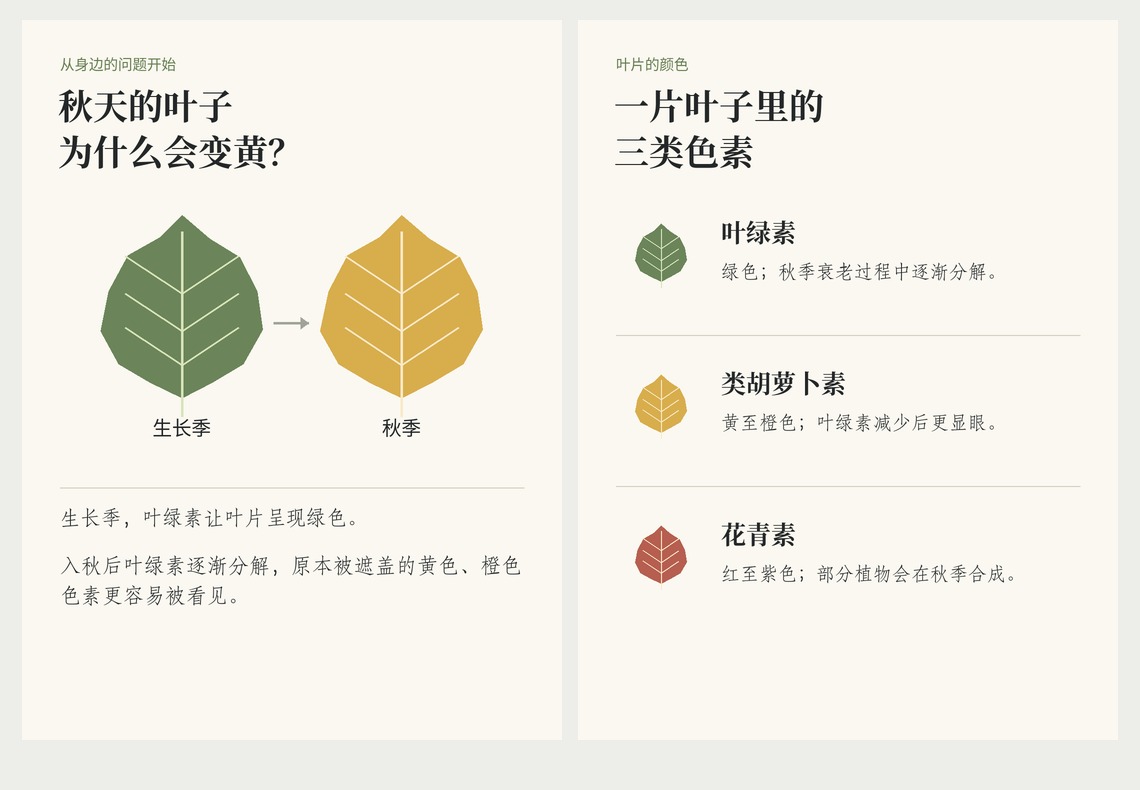 从身边的问题开始
秋天的叶子
为什么会变黄？
生长季
秋季
生长季，叶绿素让叶片呈现绿色。
入秋后叶绿素逐渐分解，原本被遮盖的黄色、橙色
色素更容易被看见。
叶片的颜色
一片叶子里的
三类色素
叶绿素
绿色；秋季衰老过程中逐渐分解。
类胡萝卜素
黄至橙色；叶绿素减少后更显眼。
花青素
红至紫色；部分植物会在秋季合成。